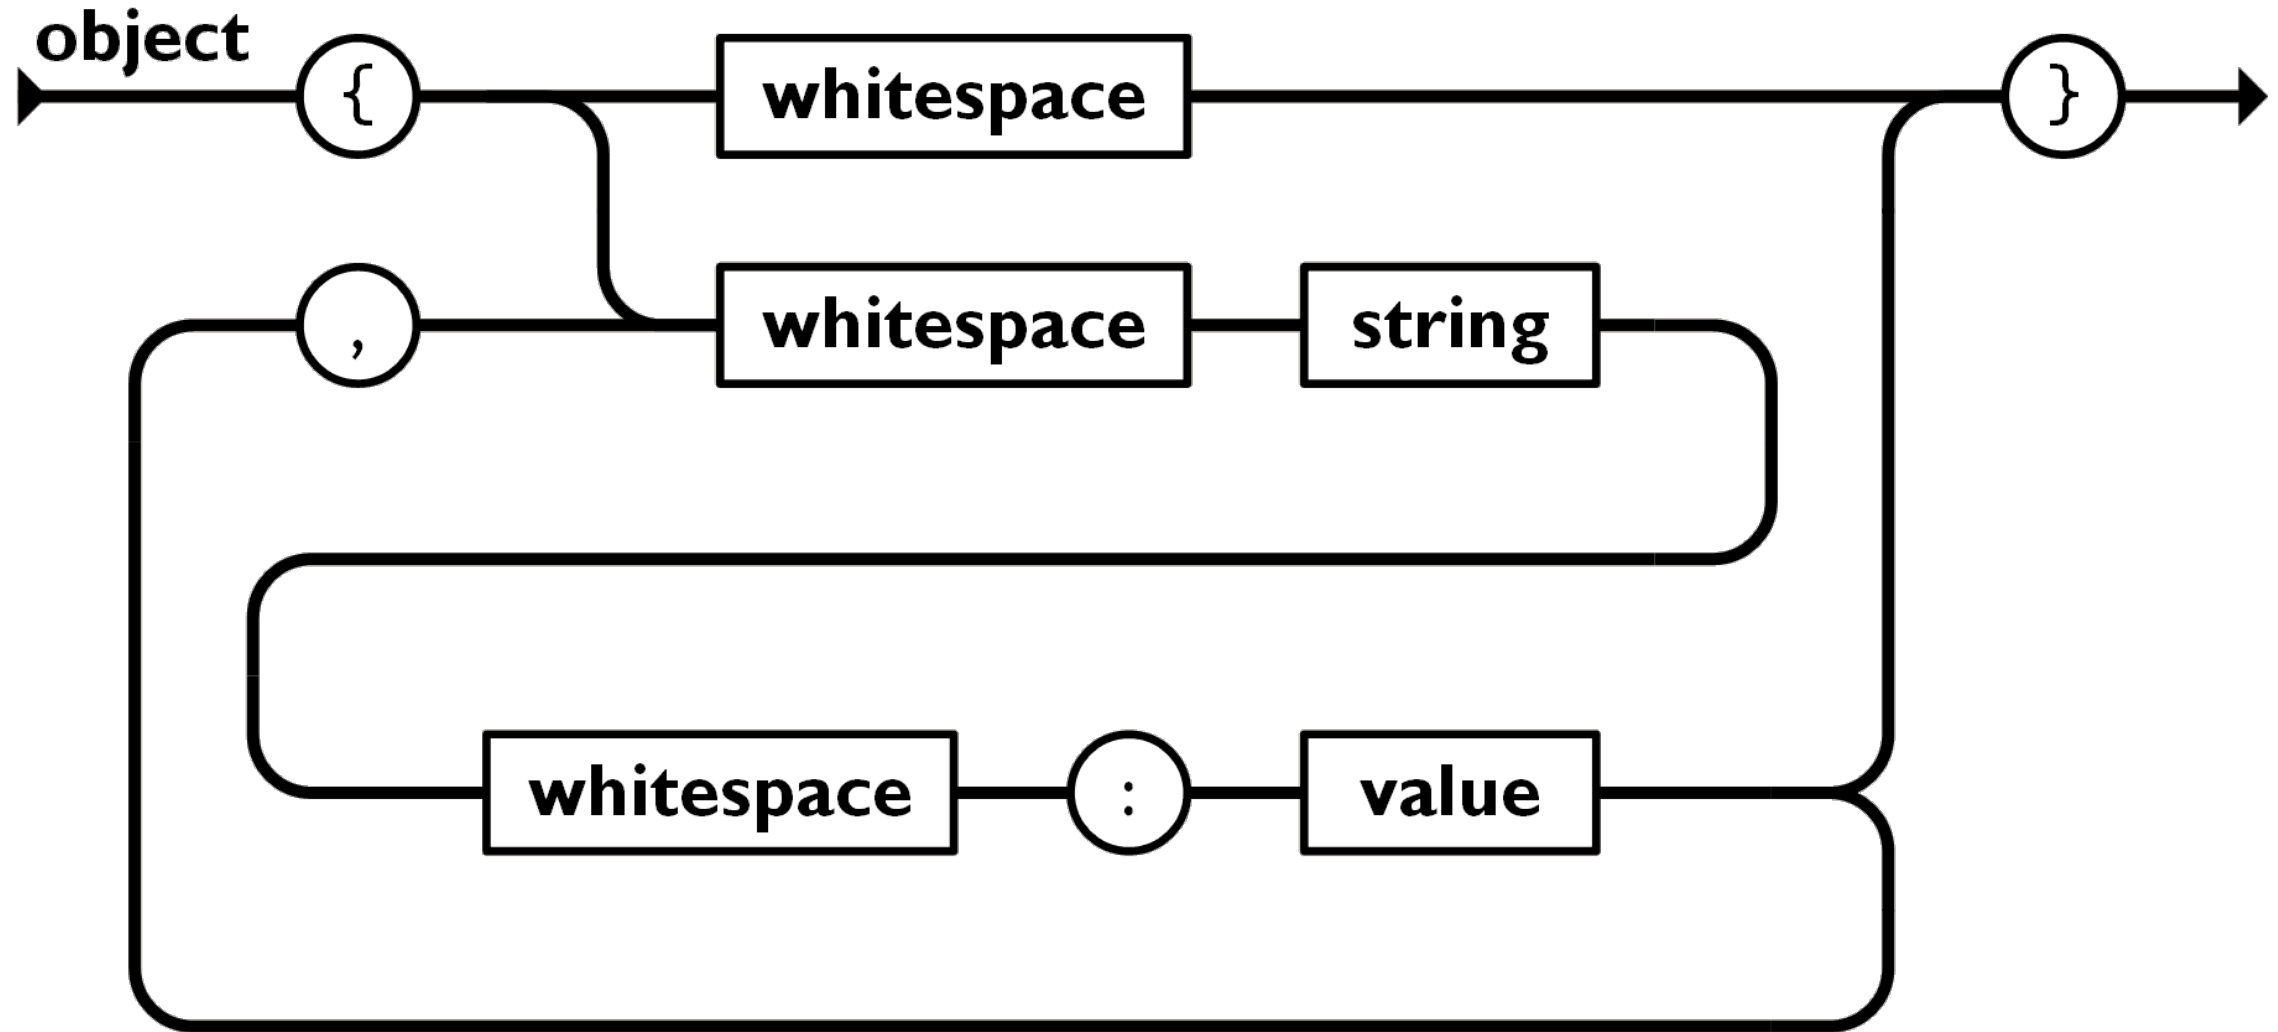 object
{ whitespace }
, whitespace string
whitespace : value